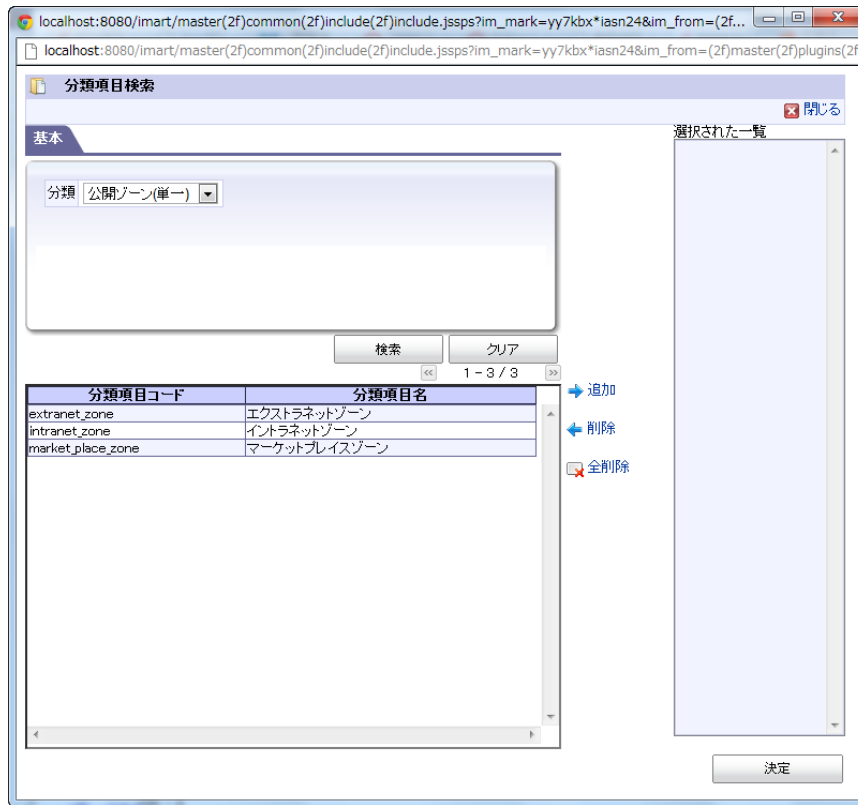 localhost:8080/imart/master(2f)common(2f)include(2f)include.jssps?im_mark=yy7kbx*iasn24&im_from=(2f...
localhost:8080/imart/master(2f)common(2f)include(2f)include.jssps?im_mark=yy7kbx*iasn24&im_from=(2f)master(2f)plugins(2f
分類項目検索
閉じる
基本
選択された一覧
分類 公開ゾーン(単一)
検索 クリア
1 - 3 / 3
分類項目コード 分類項目名
extranet_zone エクストラネットゾーン
intranet_zone イントラネットゾーン
market_place_zone マーケットプレイスゾーン
追加
削除
全削除
決定